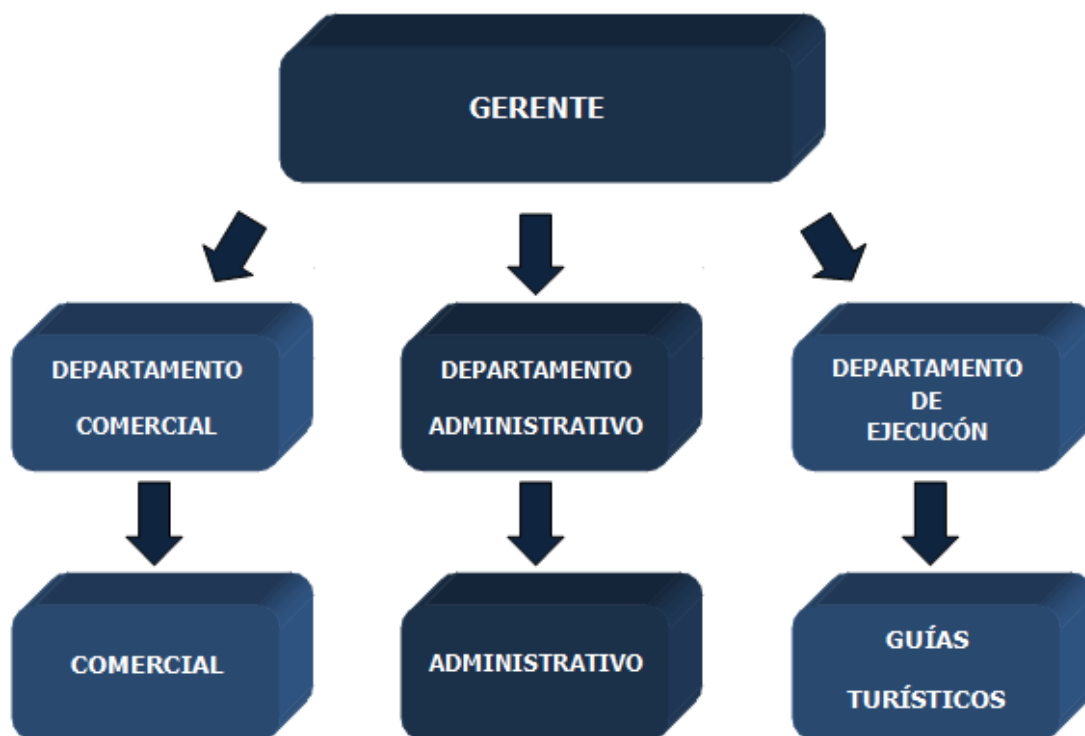 GERENTE
DEPARTAMENTO
COMERCIAL
DEPARTAMENTO
ADMINISTRATIVO
DEPARTAMENTO
DE
EJECUCÓN
COMERCIAL
ADMINISTRATIVO
GUÍAS
TURÍSTICOS